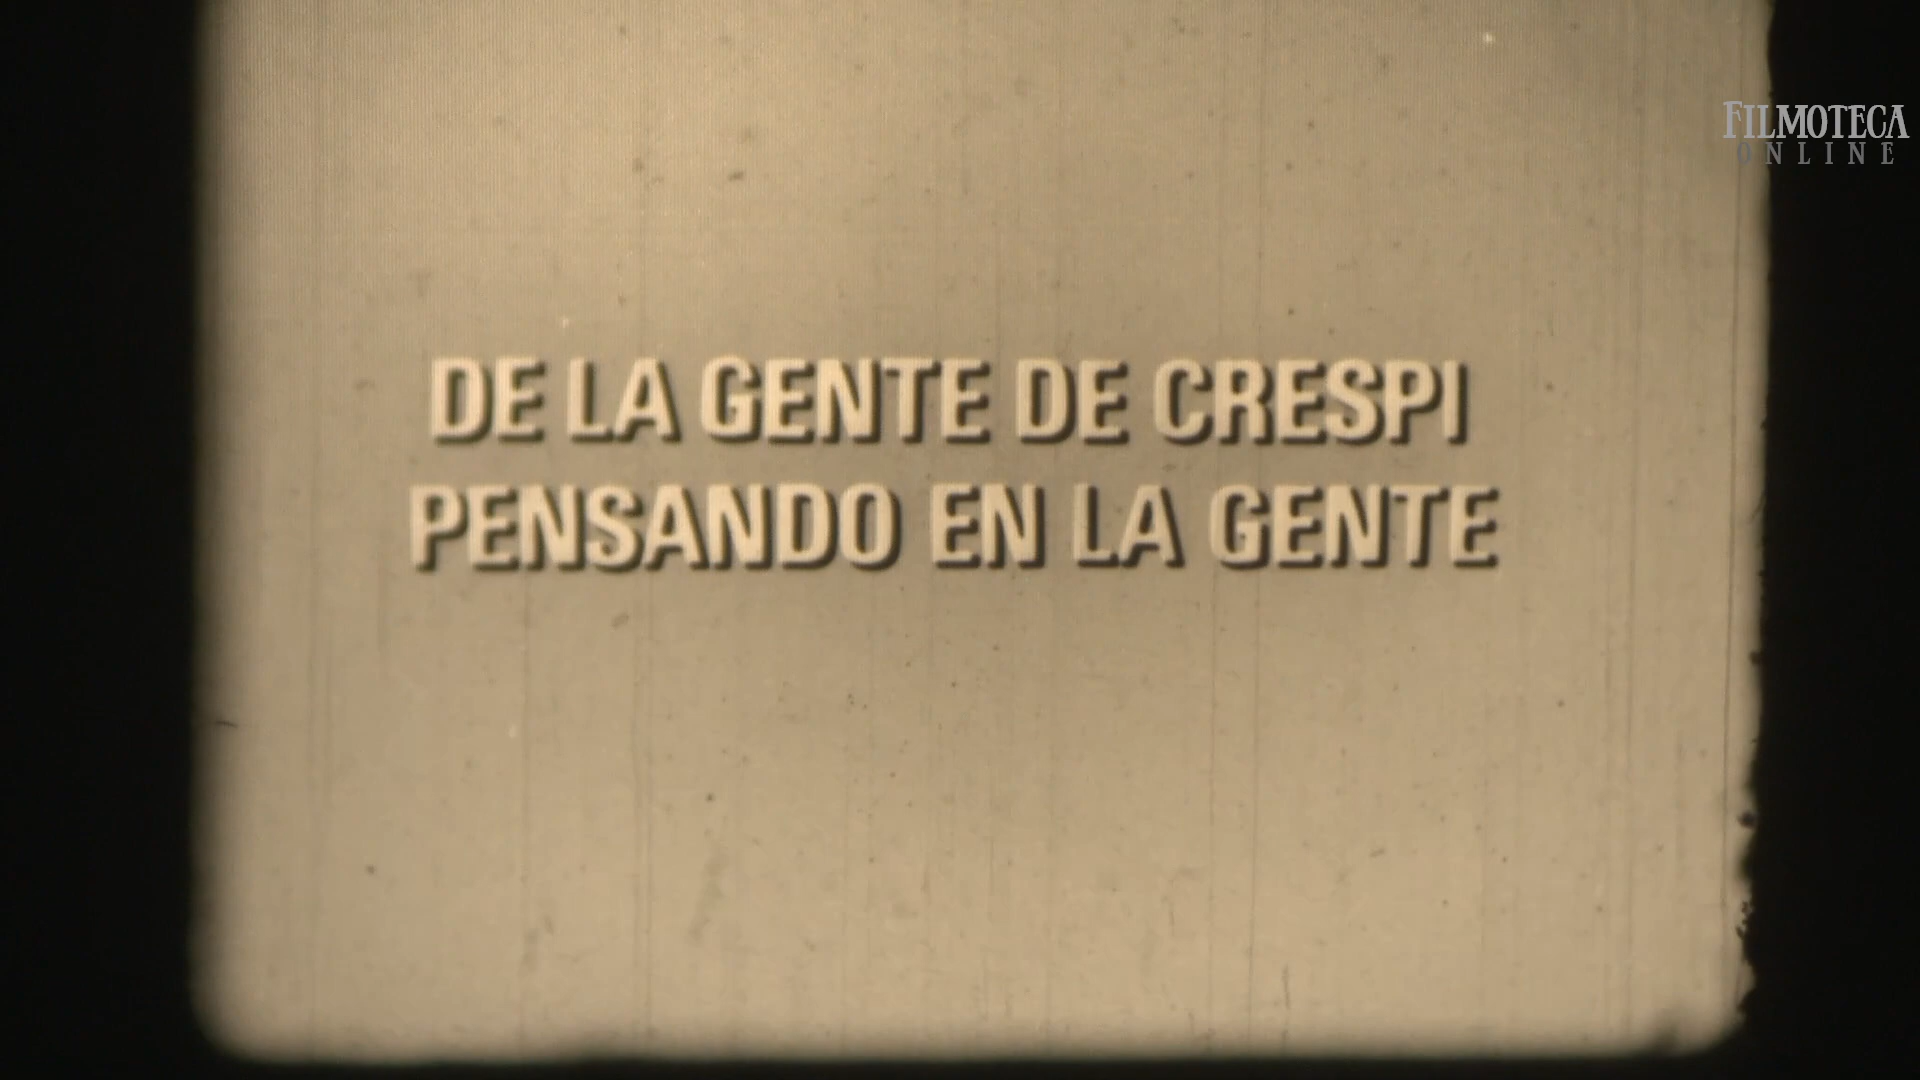 FILMOTECA
ONLINE
DE LA GENTE DE CRESPI
PENSANDO EN LA GENTE